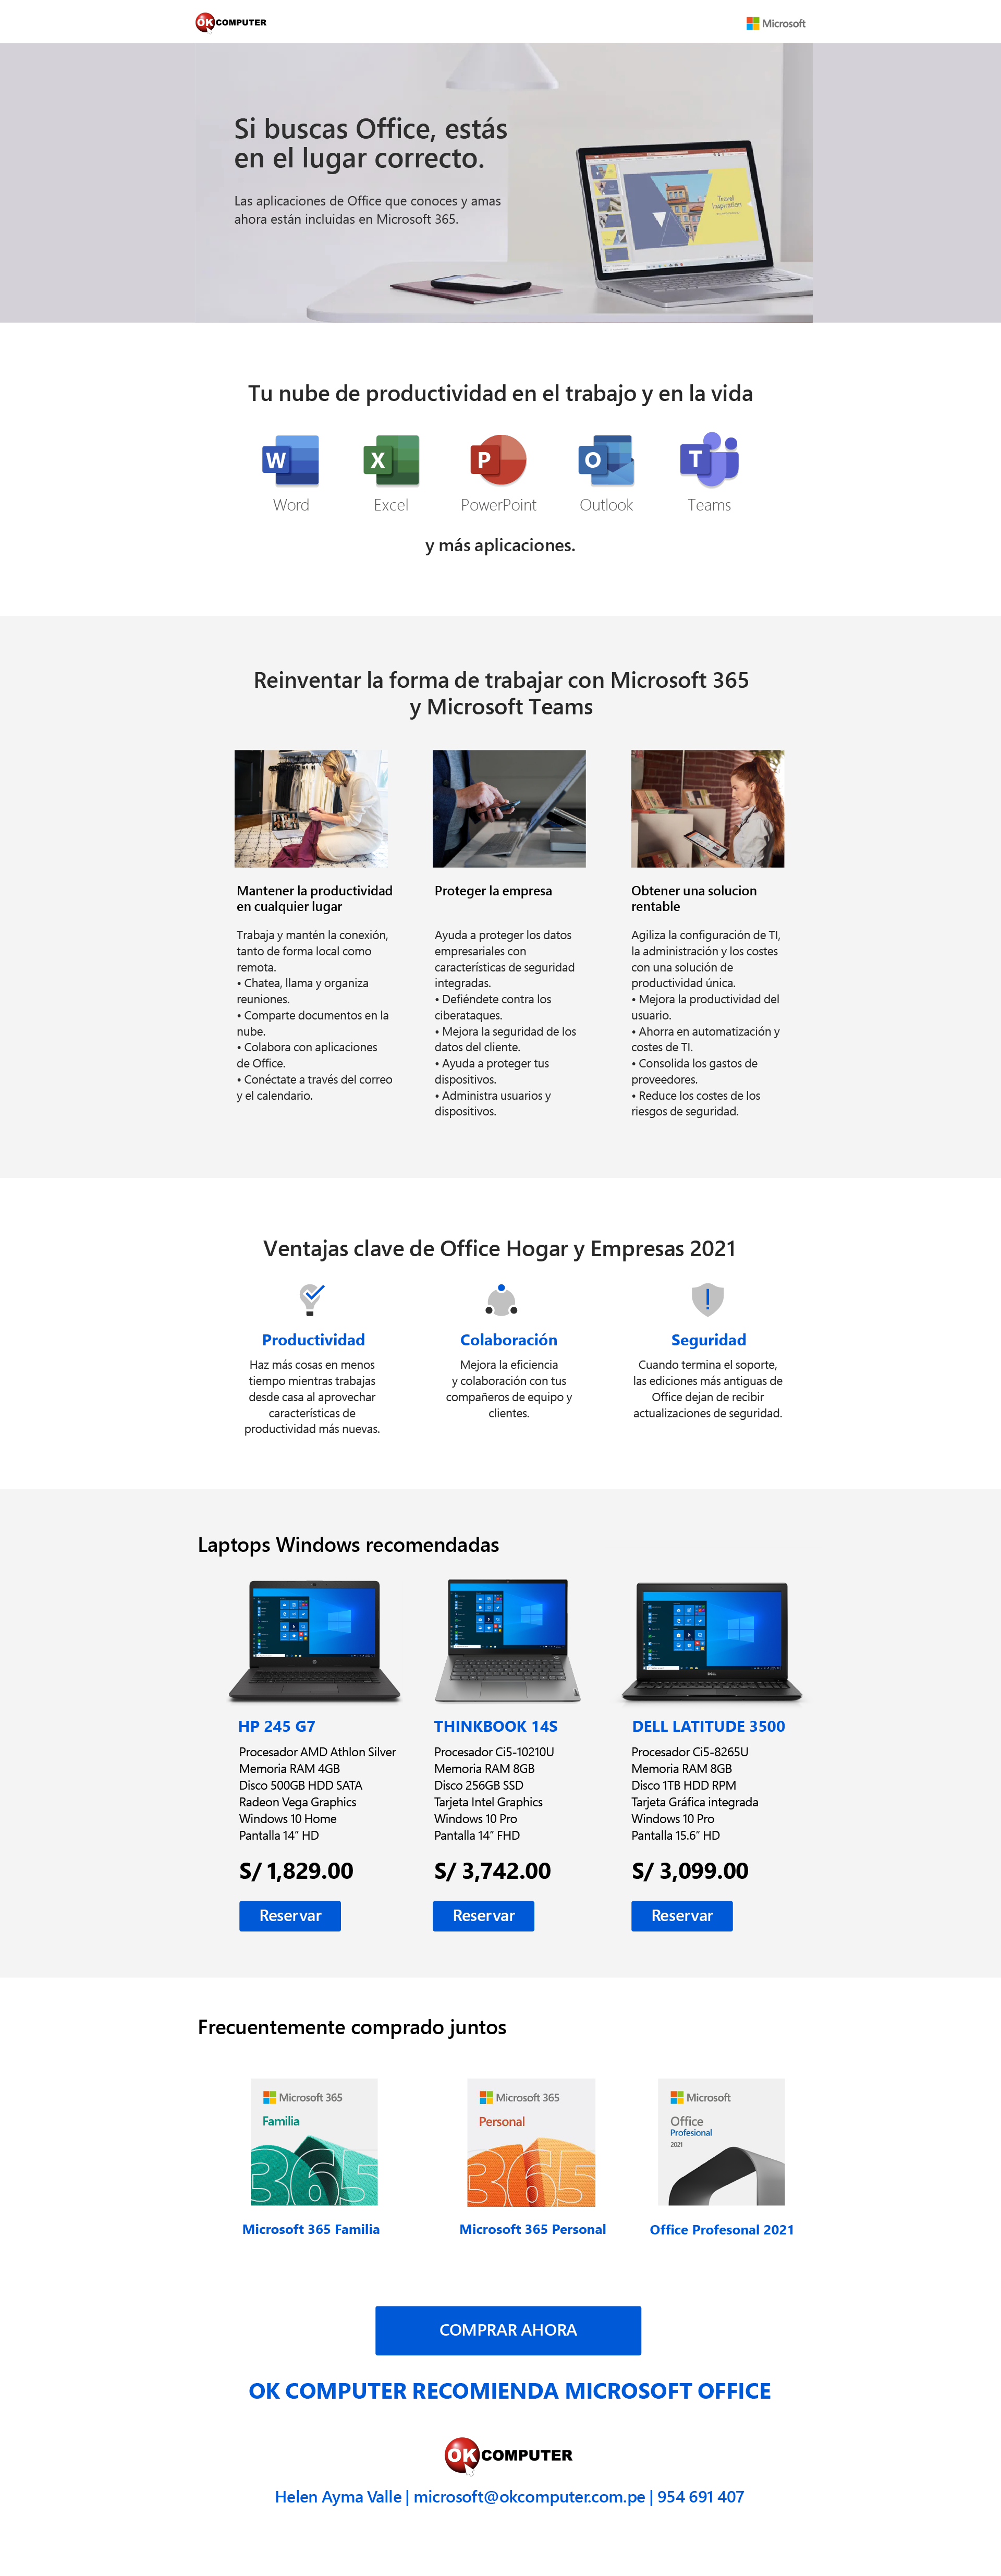 OK COMPUTER
Microsoft
Si buscas Office, estás
en el lugar correcto.
Las aplicaciones de Office que conoces y amas
ahora están incluidas en Microsoft 365.
Travel
Inspiration
Tu nube de productividad en el trabajo y en la vida
W X P O T
Word Excel PowerPoint Outlook Teams
y más aplicaciones.
Reinventar la forma de trabajar con Microsoft 365
y Microsoft Teams
Mantener la productividad
en cualquier lugar
Trabaja y mantén la conexión,
tanto de forma local como
remota.
• Chatea, llama y organiza
reuniones.
• Comparte documentos en la
nube.
• Colabora con aplicaciones
de Office.
• Conéctate a través del correo
y el calendario.
Proteger la empresa
Ayuda a proteger los datos
empresariales con
características de seguridad
integradas.
• Defiéndete contra los
ciberataques.
• Mejora la seguridad de los
datos del cliente.
• Ayuda a proteger tus
dispositivos.
• Administra usuarios y
dispositivos.
Obtener una solucion
rentable
Agiliza la configuración de TI,
la administración y los costes
con una solución de
productividad única.
• Mejora la productividad del
usuario.
• Ahorra en automatización y
costes de TI.
• Consolida los gastos de
proveedores.
• Reduce los costes de los
riesgos de seguridad.
Ventajas clave de Office Hogar y Empresas 2021
Productividad
Haz más cosas en menos
tiempo mientras trabajas
desde casa al aprovechar
características de
productividad más nuevas.
Colaboración
Mejora la eficiencia
y colaboración con tus
compañeros de equipo y
clientes.
Seguridad
Cuando termina el soporte,
las ediciones más antiguas de
Office dejan de recibir
actualizaciones de seguridad.
Laptops Windows recomendadas
HP 245 G7
Procesador AMD Athlon Silver
Memoria RAM 4GB
Disco 500GB HDD SATA
Radeon Vega Graphics
Windows 10 Home
Pantalla 14” HD
S/ 1,829.00
Reservar
THINKBOOK 14S
Procesador Ci5-10210U
Memoria RAM 8GB
Disco 256GB SSD
Tarjeta Intel Graphics
Windows 10 Pro
Pantalla 14” FHD
S/ 3,742.00
Reservar
DELL
DELL LATITUDE 3500
Procesador Ci5-8265U
Memoria RAM 8GB
Disco 1TB HDD RPM
Tarjeta Gráfica integrada
Windows 10 Pro
Pantalla 15.6” HD
S/ 3,099.00
Reservar
Frecuentemente comprado juntos
Microsoft 365
Familia
365
Microsoft 365 Familia
Microsoft 365
Personal
365
Microsoft 365 Personal
Microsoft
Office
Profesional
2021
Office Profesonal 2021
COMPRAR AHORA
OK COMPUTER RECOMIENDA MICROSOFT OFFICE
OK COMPUTER
Helen Ayma Valle | microsoft@okcomputer.com.pe | 954 691 407